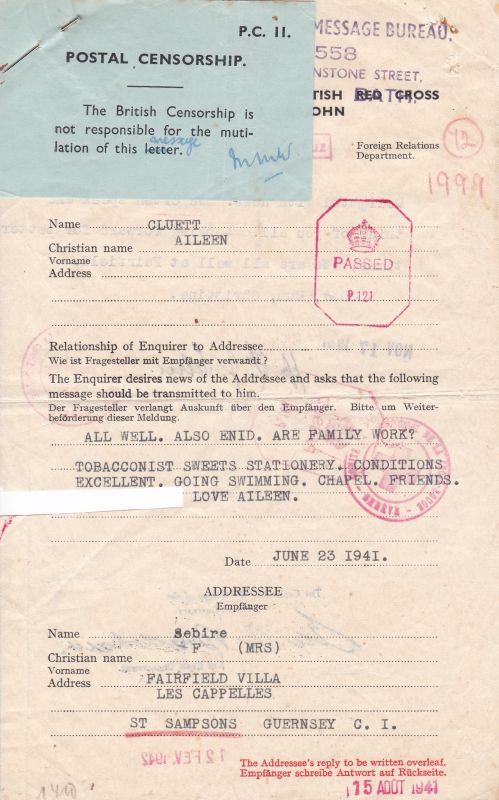 P.C. 11.
POSTAL CENSORSHIP.
The British Censorship is
not responsible for the muti-
lation of this letter.
message
MESSAGE BUREAU.
558
NSTONE STREET,
BATH.
TISH RED CROSS
OHN
Foreign Relations
Department.
42
1999
Name CLUETT
Christian name AILEEN
Vorname
Address
PASSED
P.121
Relationship of Enquirer to Addressee
Wie ist Fragesteller mit Empfänger verwandt ?
The Enquirer desires news of the Addressee and asks that the following
message should be transmitted to him.
Der Fragesteller verlangt Auskunft über den Empfänger. Bitte um Weiter-
beförderung dieser Meldung.
ALL WELL. ALSO ENID. ARE FAMILY WORK?
TOBACCONIST SWEETS STATIONERY. CONDITIONS
EXCELLENT. GOING SWIMMING. CHAPEL. FRIENDS.
LOVE AILEEN.
GENÈVE
Date JUNE 23 1941.
ADDRESSEE
Empfänger
Name Sebire
Christian name F (MRS)
Vorname
Address FAIRFIELD VILLA
LES CAPPELLES
ST SAMPSONS GUERNSEY C. I.
12 FEV 1942
The Addressee's reply to be written overleaf.
Empfänger schreibe Antwort auf Rückseite.
15 AOÛT 1941